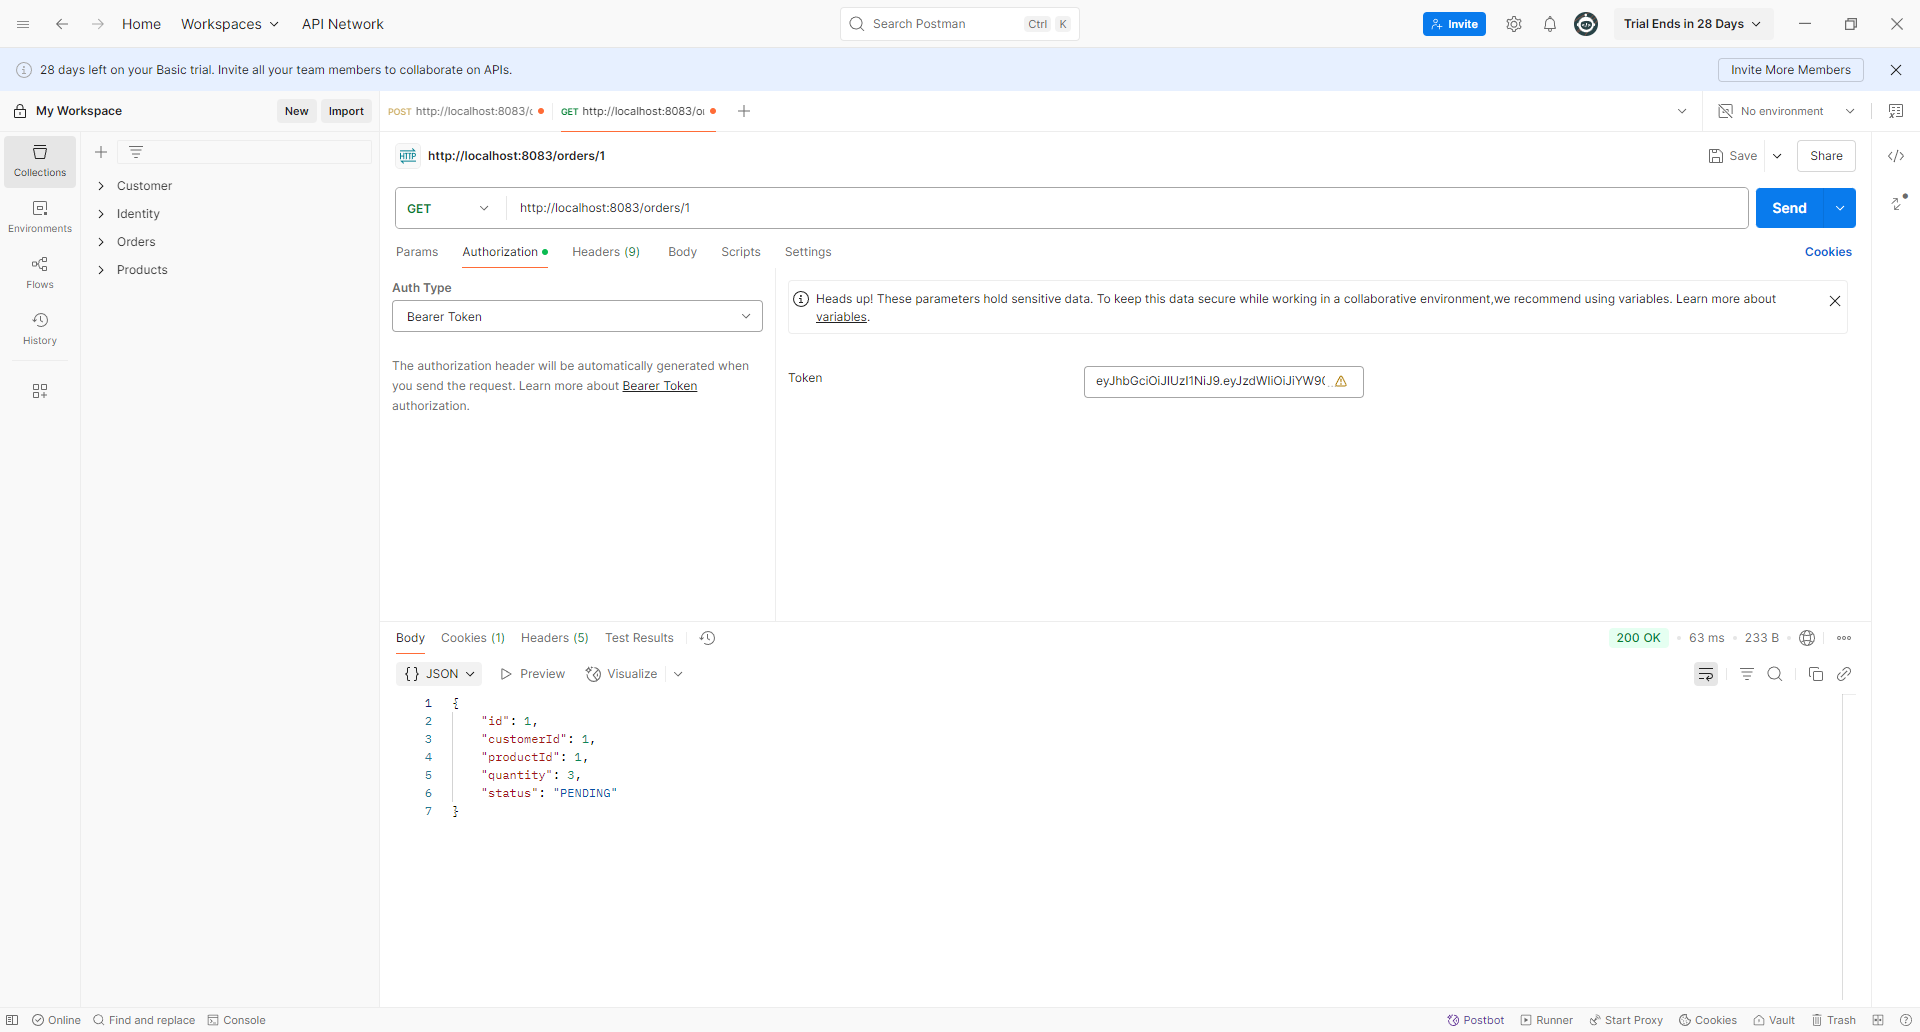 Home
Workspaces
API Network
Search Postman
Ctrl K
Invite
Trial Ends in 28 Days
28 days left on your Basic trial. Invite all your team members to collaborate on APIs.
Invite More Members
My Workspace
New
Import
POST http://localhost:8083/
GET http://localhost:8083/
No environment
Collections
Environments
Flows
History
Customer
Identity
Orders
Products
HTTP
http://localhost:8083/orders/1
Save
Share
GET
http://localhost:8083/orders/1
Send
Params
Authorization
Headers (9)
Body
Scripts
Settings
Cookies
Auth Type
Bearer Token
The authorization header will be automatically generated when
you send the request. Learn more about Bearer Token
authorization.
Heads up! These parameters hold sensitive data. To keep this data secure while working in a collaborative environment,we recommend using variables. Learn more about
variables.
Token
Body
Cookies (1)
Headers (5)
Test Results
200 OK
63 ms
233 B
{} JSON
Preview
Visualize
1 {
2 "id": 1,
3 "customerId": 1,
4 "productId": 1,
5 "quantity": 3,
6 "status": "PENDING"
7 }
Online
Find and replace
Console
Postbot
Runner
Start Proxy
Cookies
Vault
Trash